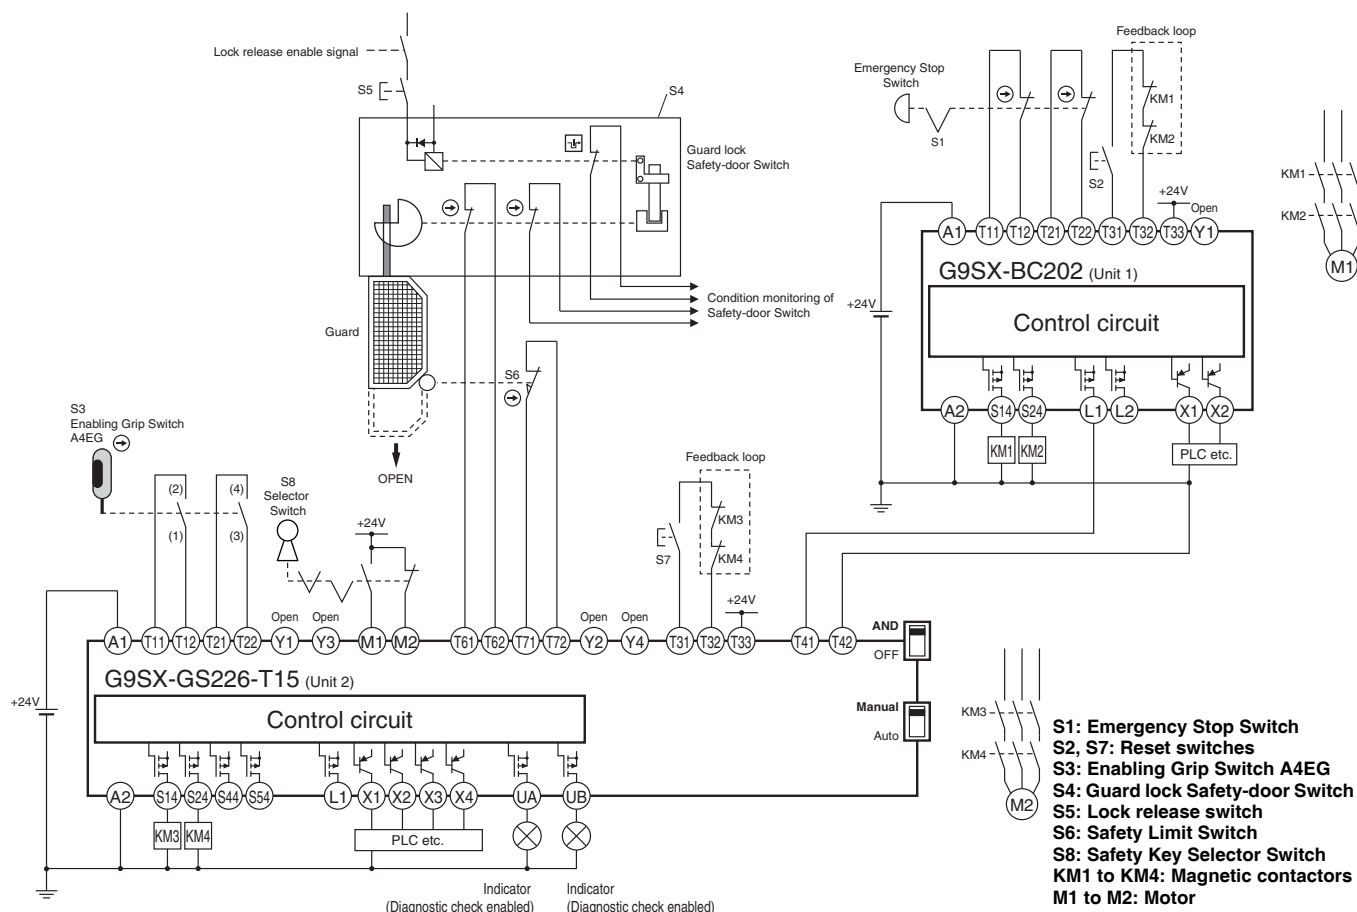 Lock release enable signal
S5
S4
Guard lock
Safety-door Switch
Condition monitoring of
Safety-door Switch
Guard
OPEN
S6
S3
Enabling Grip Switch
A4EG
(2)
(4)
(1)
(3)
S8
Selector
Switch
+24V
Feedback loop
KM3
KM4
S7
+24V
Emergency Stop
Switch
S1
Feedback loop
KM1
KM2
S2
+24V
Open
A1 T11 T12 T21 T22 T31 T32 T33 Y1
G9SX-BC202 (Unit 1)
+24V
Control circuit
A2 S14 S24 L1 L2 X1 X2
KM1 KM2
PLC etc.
KM1
KM2
M1
Open Open
Open Open
A1 T11 T12 T21 T22 Y1 Y3 M1 M2 T61 T62 T71 T72 Y2 Y4 T31 T32 T33 T41 T42
AND
OFF
G9SX-GS226-T15 (Unit 2)
+24V
Control circuit
Manual
Auto
A2 S14 S24 S44 S54 L1 X1 X2 X3 X4 UA UB
KM3 KM4
PLC etc.
Indicator
(Diagnostic check enabled)
Indicator
(Diagnostic check enabled)
KM3
KM4
M2
S1: Emergency Stop Switch
S2, S7: Reset switches
S3: Enabling Grip Switch A4EG
S4: Guard lock Safety-door Switch
S5: Lock release switch
S6: Safety Limit Switch
S8: Safety Key Selector Switch
KM1 to KM4: Magnetic contactors
M1 to M2: Motor